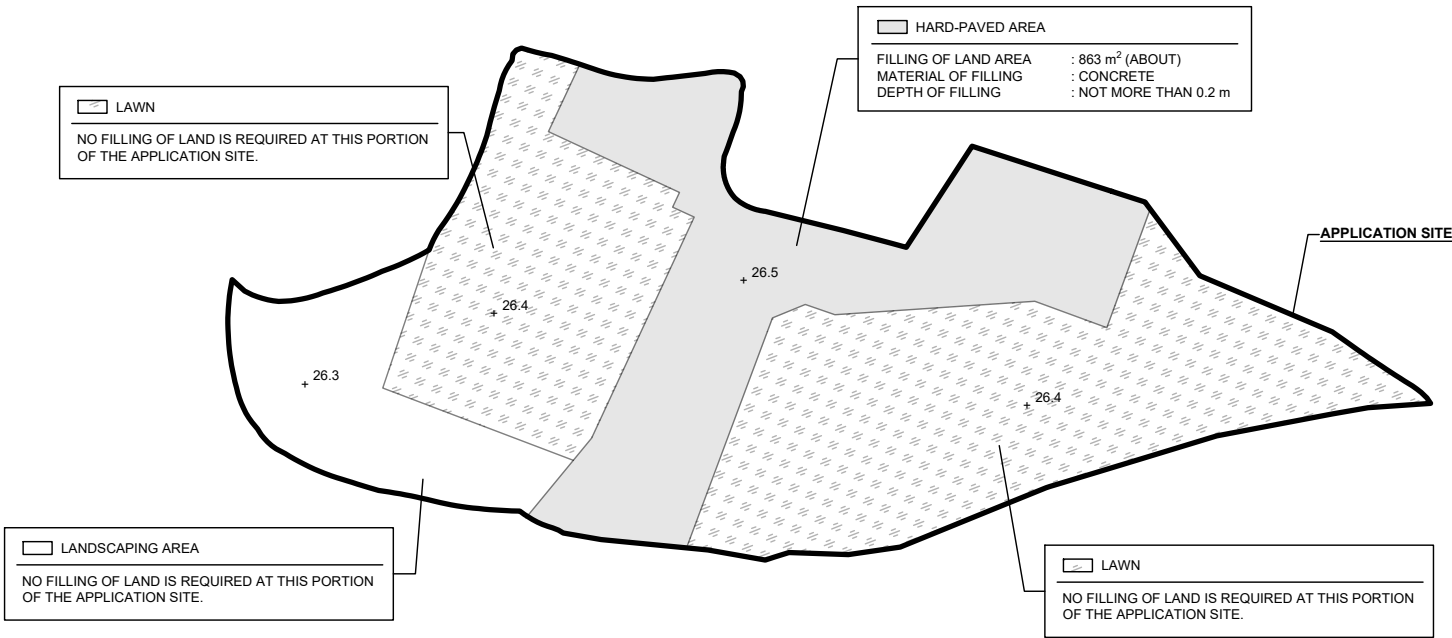 HARD-PAVED AREA
FILLING OF LAND AREA : 863 m² (ABOUT)
MATERIAL OF FILLING : CONCRETE
DEPTH OF FILLING : NOT MORE THAN 0.2 m
LAWN
NO FILLING OF LAND IS REQUIRED AT THIS PORTION
OF THE APPLICATION SITE.
APPLICATION SITE
26.5
26.4
26.3
26.4
LANDSCAPING AREA
NO FILLING OF LAND IS REQUIRED AT THIS PORTION
OF THE APPLICATION SITE.
LAWN
NO FILLING OF LAND IS REQUIRED AT THIS PORTION
OF THE APPLICATION SITE.